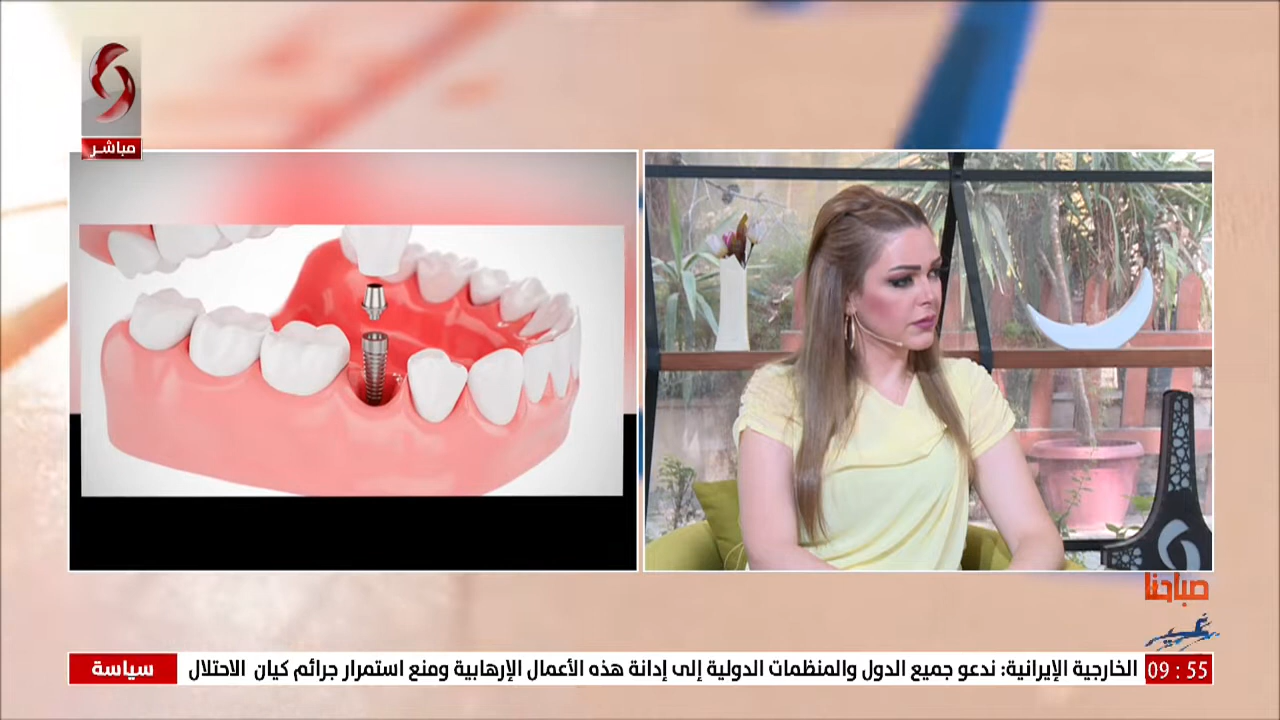 مباشر
صباحنا
غير
09 : 55
الخارجية الإيرانية: ندعو جميع الدول والمنظمات الدولية إلى إدانة هذه الأعمال الإرهابية ومنع استمرار جرائم كيان الاحتلال
سياسة